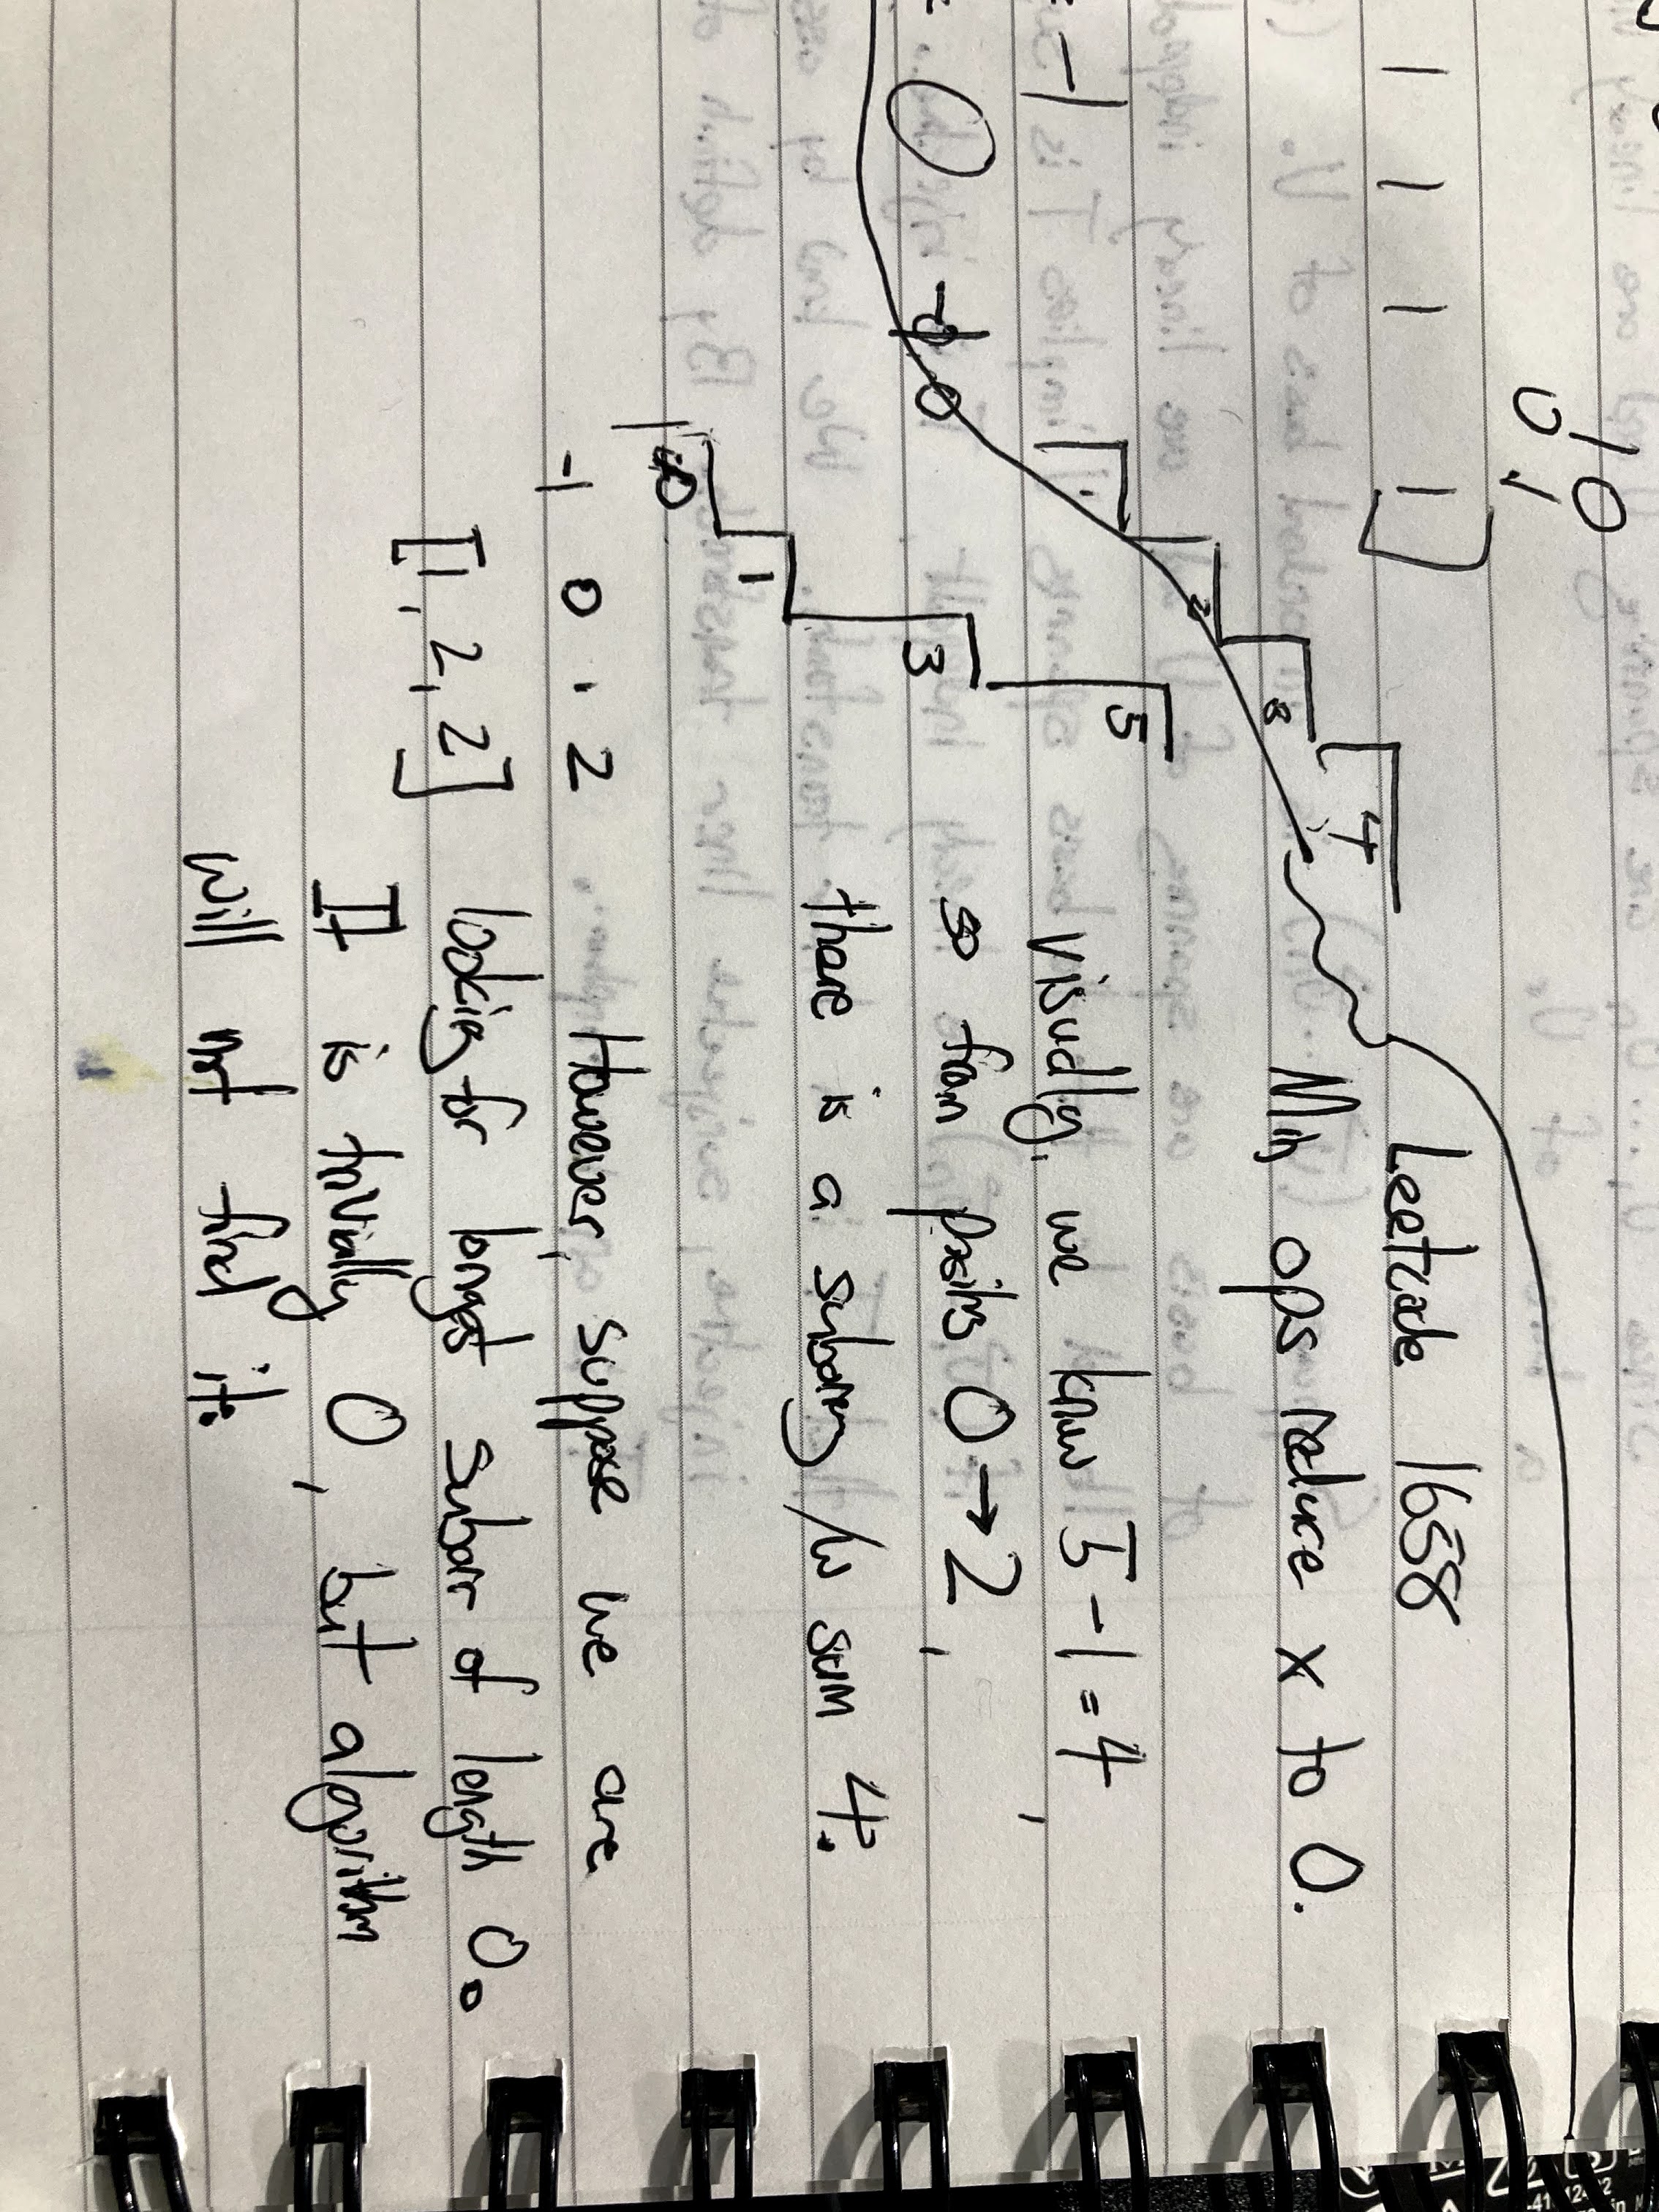 10
0 1
1 1 1 1 ]
Leetcode 1658
Min ops reduce x to 0.
4
3
2
1
5
3
1
0
= -1
= 0 0
visually, we know 5-1=4,
so from positn 0 → 2,
there is a subarray /w sum 4.
-1 0 1 2
[1, 2, 2]
However, suppose we are
looking for longest subarr of length 0.
It is trivially 0, but algorithm
will not find it.